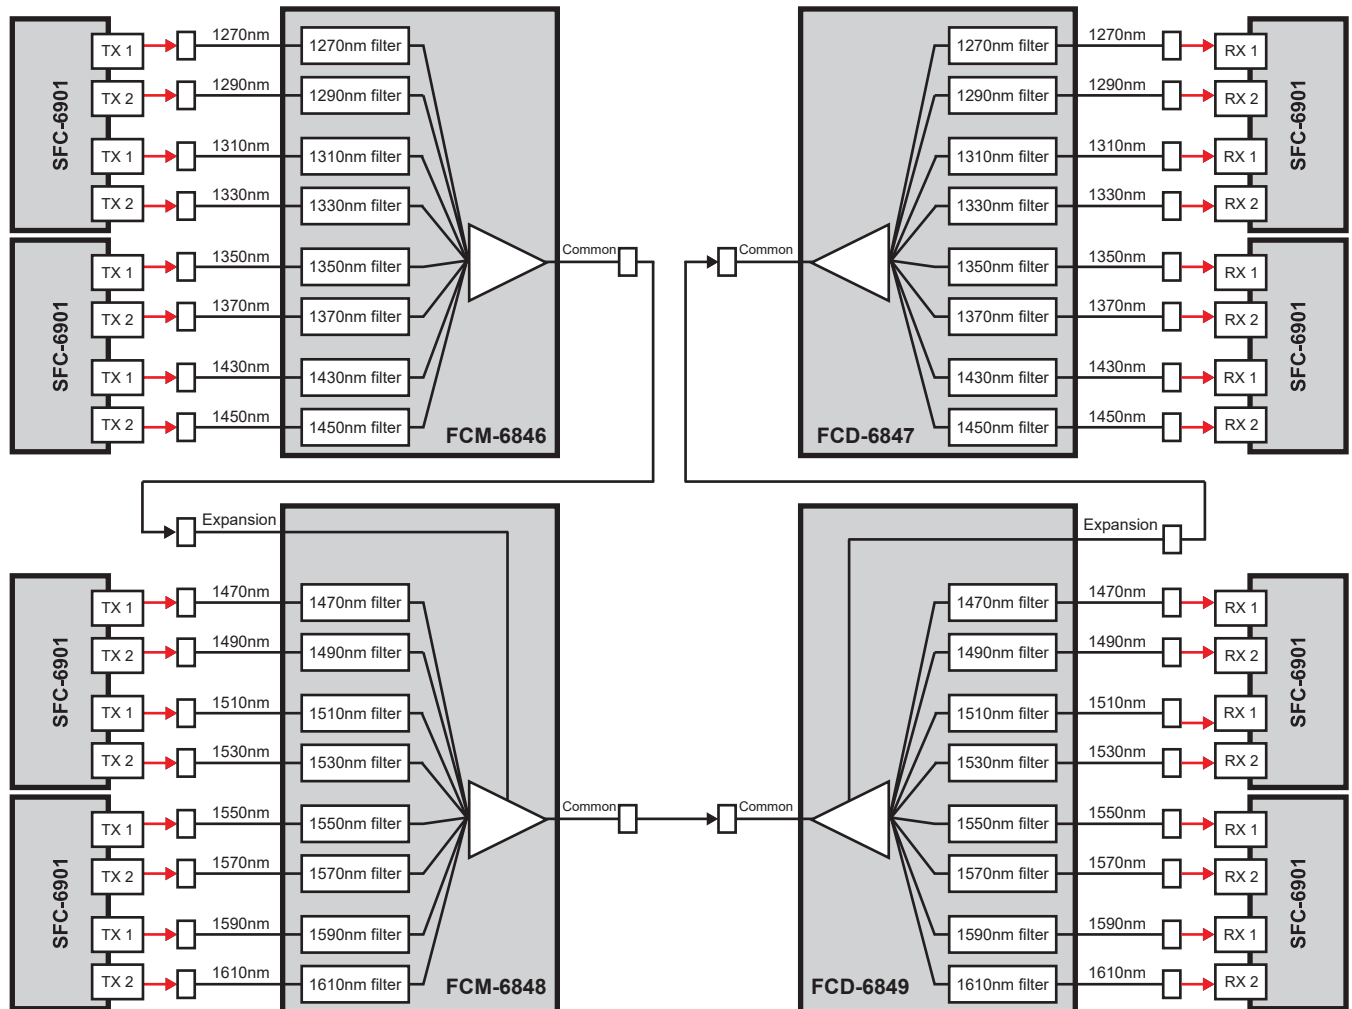 SFC-6901
TX 1
1270nm
1270nm filter
TX 2
1290nm
1290nm filter
TX 1
1310nm
1310nm filter
TX 2
1330nm
1330nm filter
SFC-6901
TX 1
1350nm
1350nm filter
TX 2
1370nm
1370nm filter
TX 1
1430nm
1430nm filter
TX 2
1450nm
1450nm filter
FCM-6846
Common
Common
FCD-6847
1270nm filter
1270nm
RX 1
1290nm filter
1290nm
RX 2
1310nm filter
1310nm
RX 1
1330nm filter
1330nm
RX 2
SFC-6901
1350nm filter
1350nm
RX 1
1370nm filter
1370nm
RX 2
1430nm filter
1430nm
RX 1
1450nm filter
1450nm
RX 2
SFC-6901
Expansion
SFC-6901
TX 1
1470nm
1470nm filter
TX 2
1490nm
1490nm filter
TX 1
1510nm
1510nm filter
TX 2
1530nm
1530nm filter
SFC-6901
TX 1
1550nm
1550nm filter
TX 2
1570nm
1570nm filter
TX 1
1590nm
1590nm filter
TX 2
1610nm
1610nm filter
FCM-6848
Common
Common
FCD-6849
Expansion
1470nm filter
1470nm
RX 1
1490nm filter
1490nm
RX 2
1510nm filter
1510nm
RX 1
1530nm filter
1530nm
RX 2
SFC-6901
1550nm filter
1550nm
RX 1
1570nm filter
1570nm
RX 2
1590nm filter
1590nm
RX 1
1610nm filter
1610nm
RX 2
SFC-6901